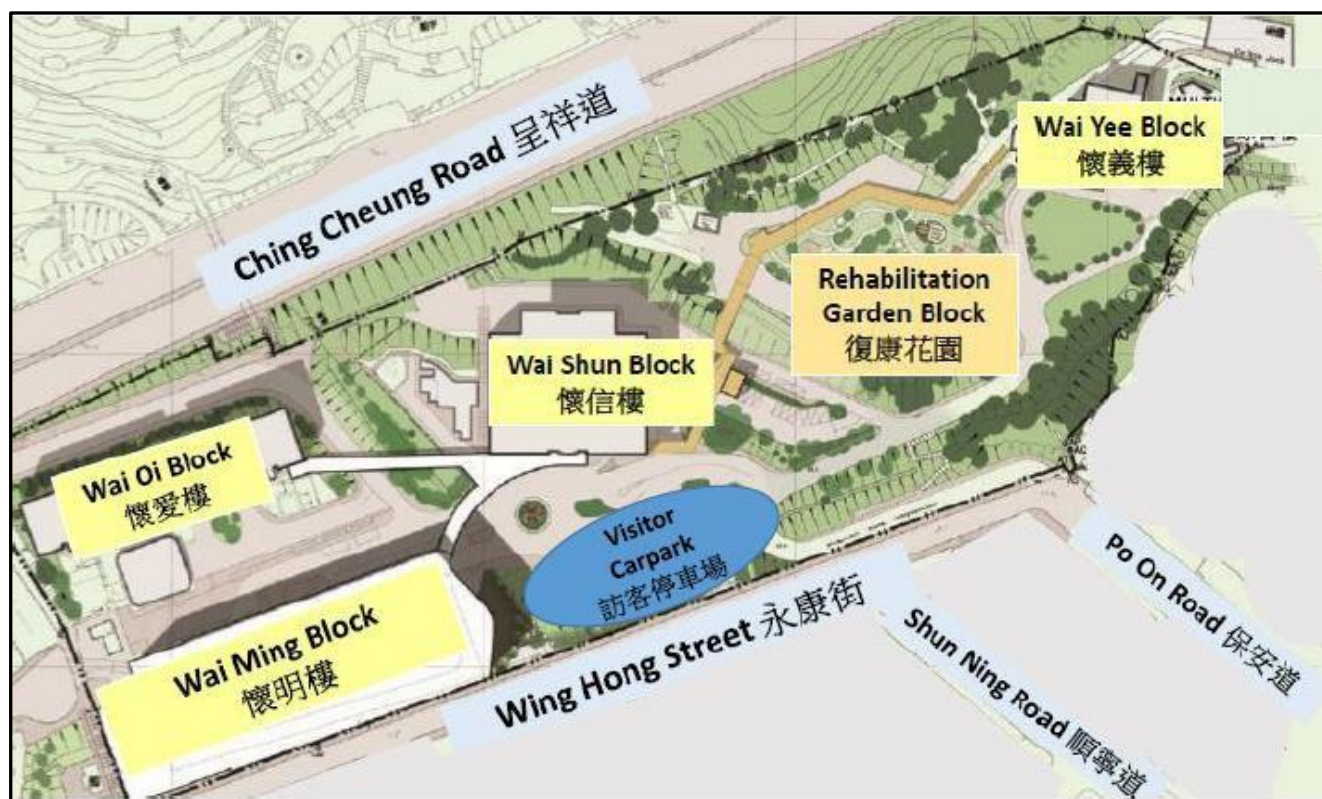 Ching Cheung Road 呈祥道
Wai Yee Block
懷義樓
Rehabilitation
Garden Block
復康花園
Wai Shun Block
懷信樓
Wai Oi Block
懷愛樓
Visitor
Carpark
訪客停車場
Wai Ming Block
懷明樓
Wing Hong Street 永康街
Po On Road 保安道
Shun Ning Road 順寧道